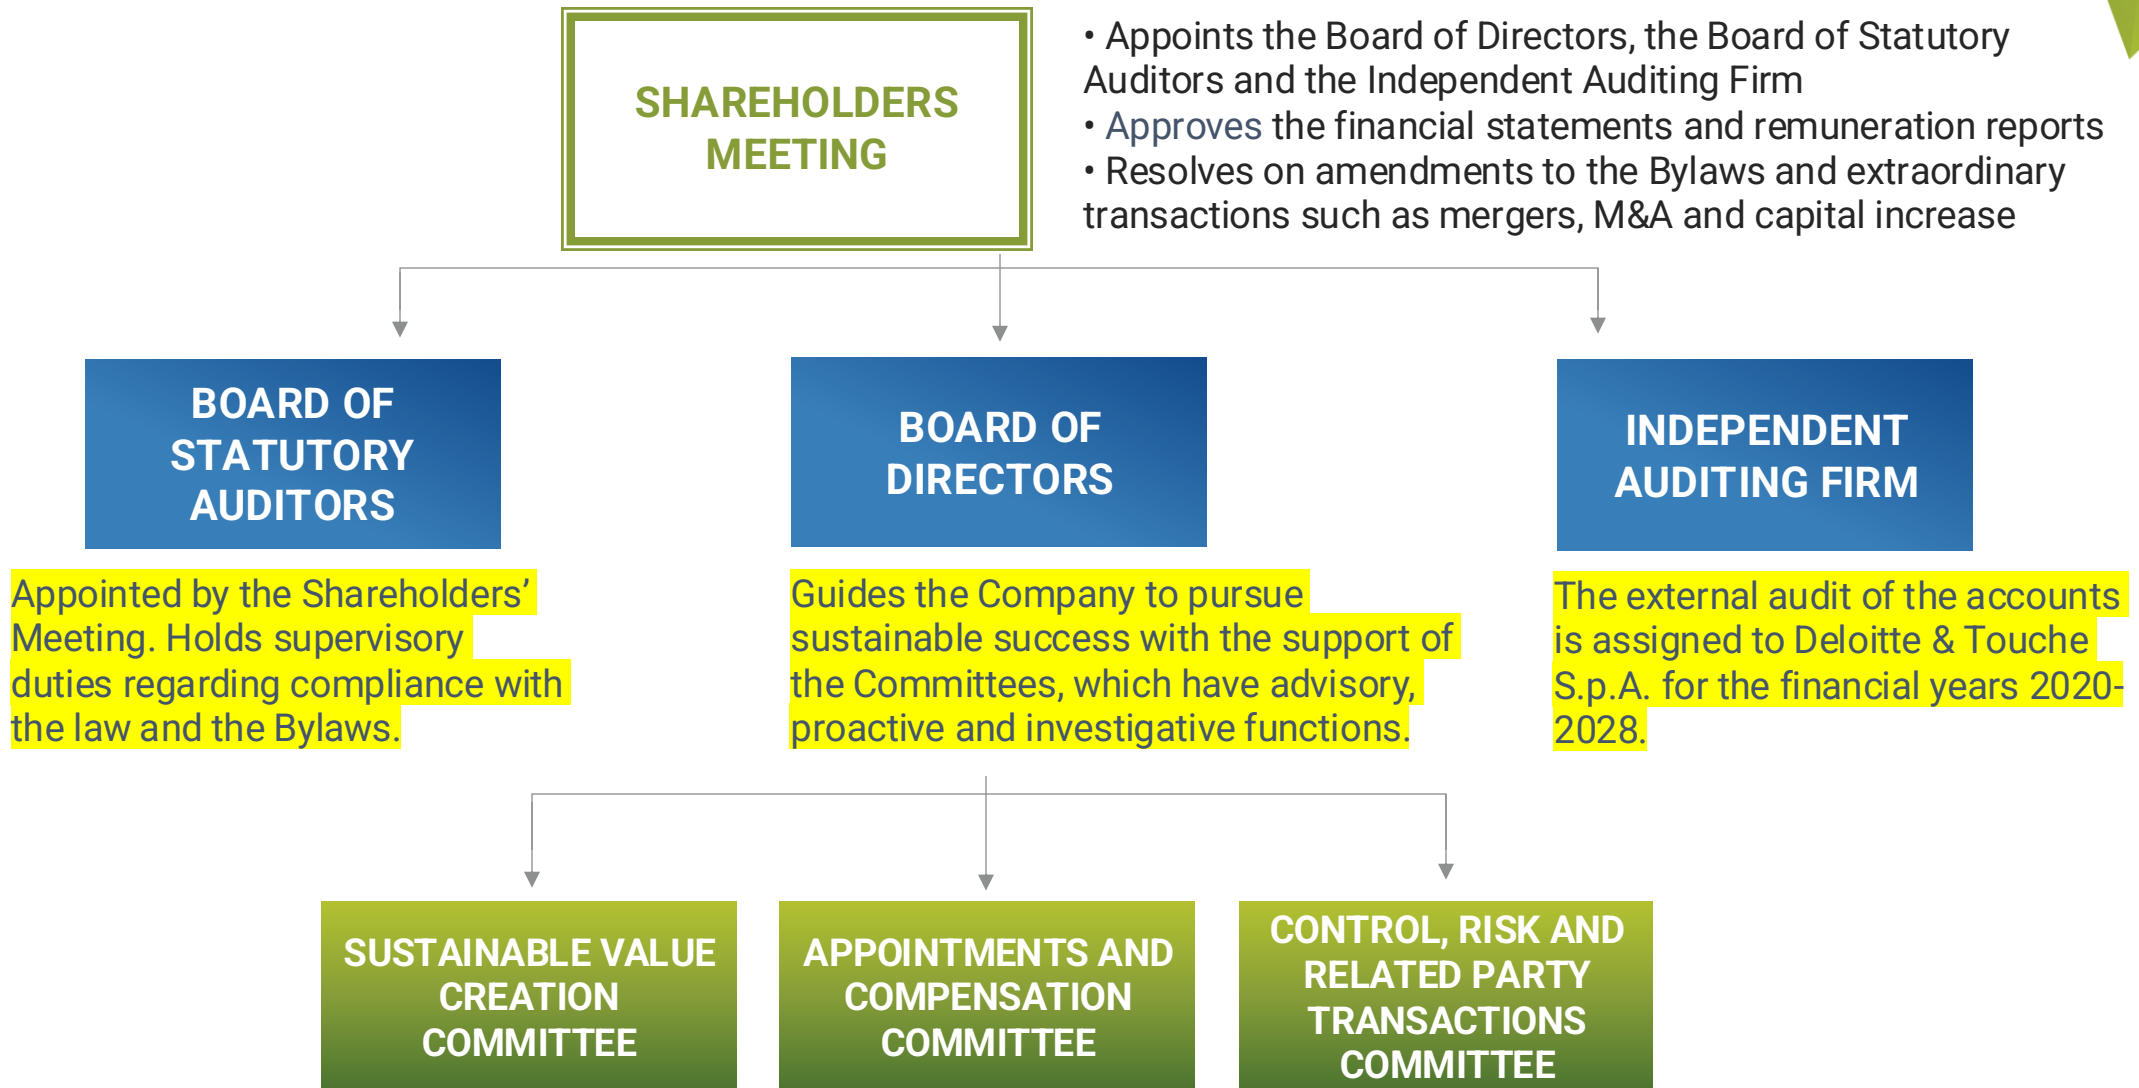 SHAREHOLDERS
MEETING
• Appoints the Board of Directors, the Board of Statutory
Auditors and the Independent Auditing Firm
• Approves the financial statements and remuneration reports
• Resolves on amendments to the Bylaws and extraordinary
transactions such as mergers, M&A and capital increase
BOARD OF
STATUTORY
AUDITORS
BOARD OF
DIRECTORS
INDEPENDENT
AUDITING FIRM
Appointed by the Shareholders’
Meeting. Holds supervisory
duties regarding compliance with
the law and the Bylaws.
Guides the Company to pursue
sustainable success with the support of
the Committees, which have advisory,
proactive and investigative functions.
The external audit of the accounts
is assigned to Deloitte & Touche
S.p.A. for the financial years 2020-
2028.
SUSTAINABLE VALUE
CREATION
COMMITTEE
APPOINTMENTS AND
COMPENSATION
COMMITTEE
CONTROL, RISK AND
RELATED PARTY
TRANSACTIONS
COMMITTEE